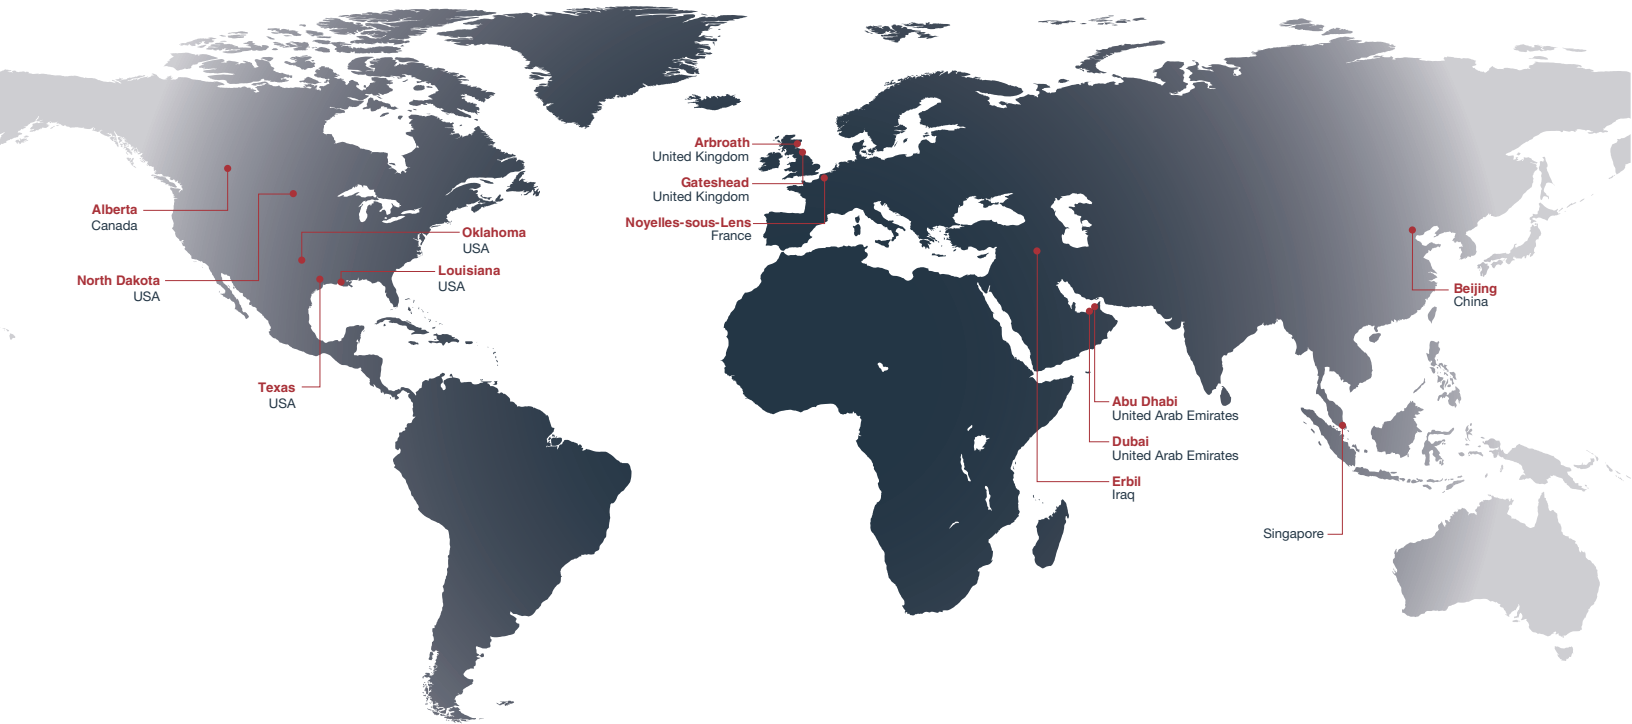 Alberta
Canada
North Dakota
USA
Oklahoma
USA
Louisiana
USA
Texas
USA
Arbroath
United Kingdom
Gateshead
United Kingdom
Noyelles-sous-Lens
France
Abu Dhabi
United Arab Emirates
Dubai
United Arab Emirates
Erbil
Iraq
Beijing
China
Singapore